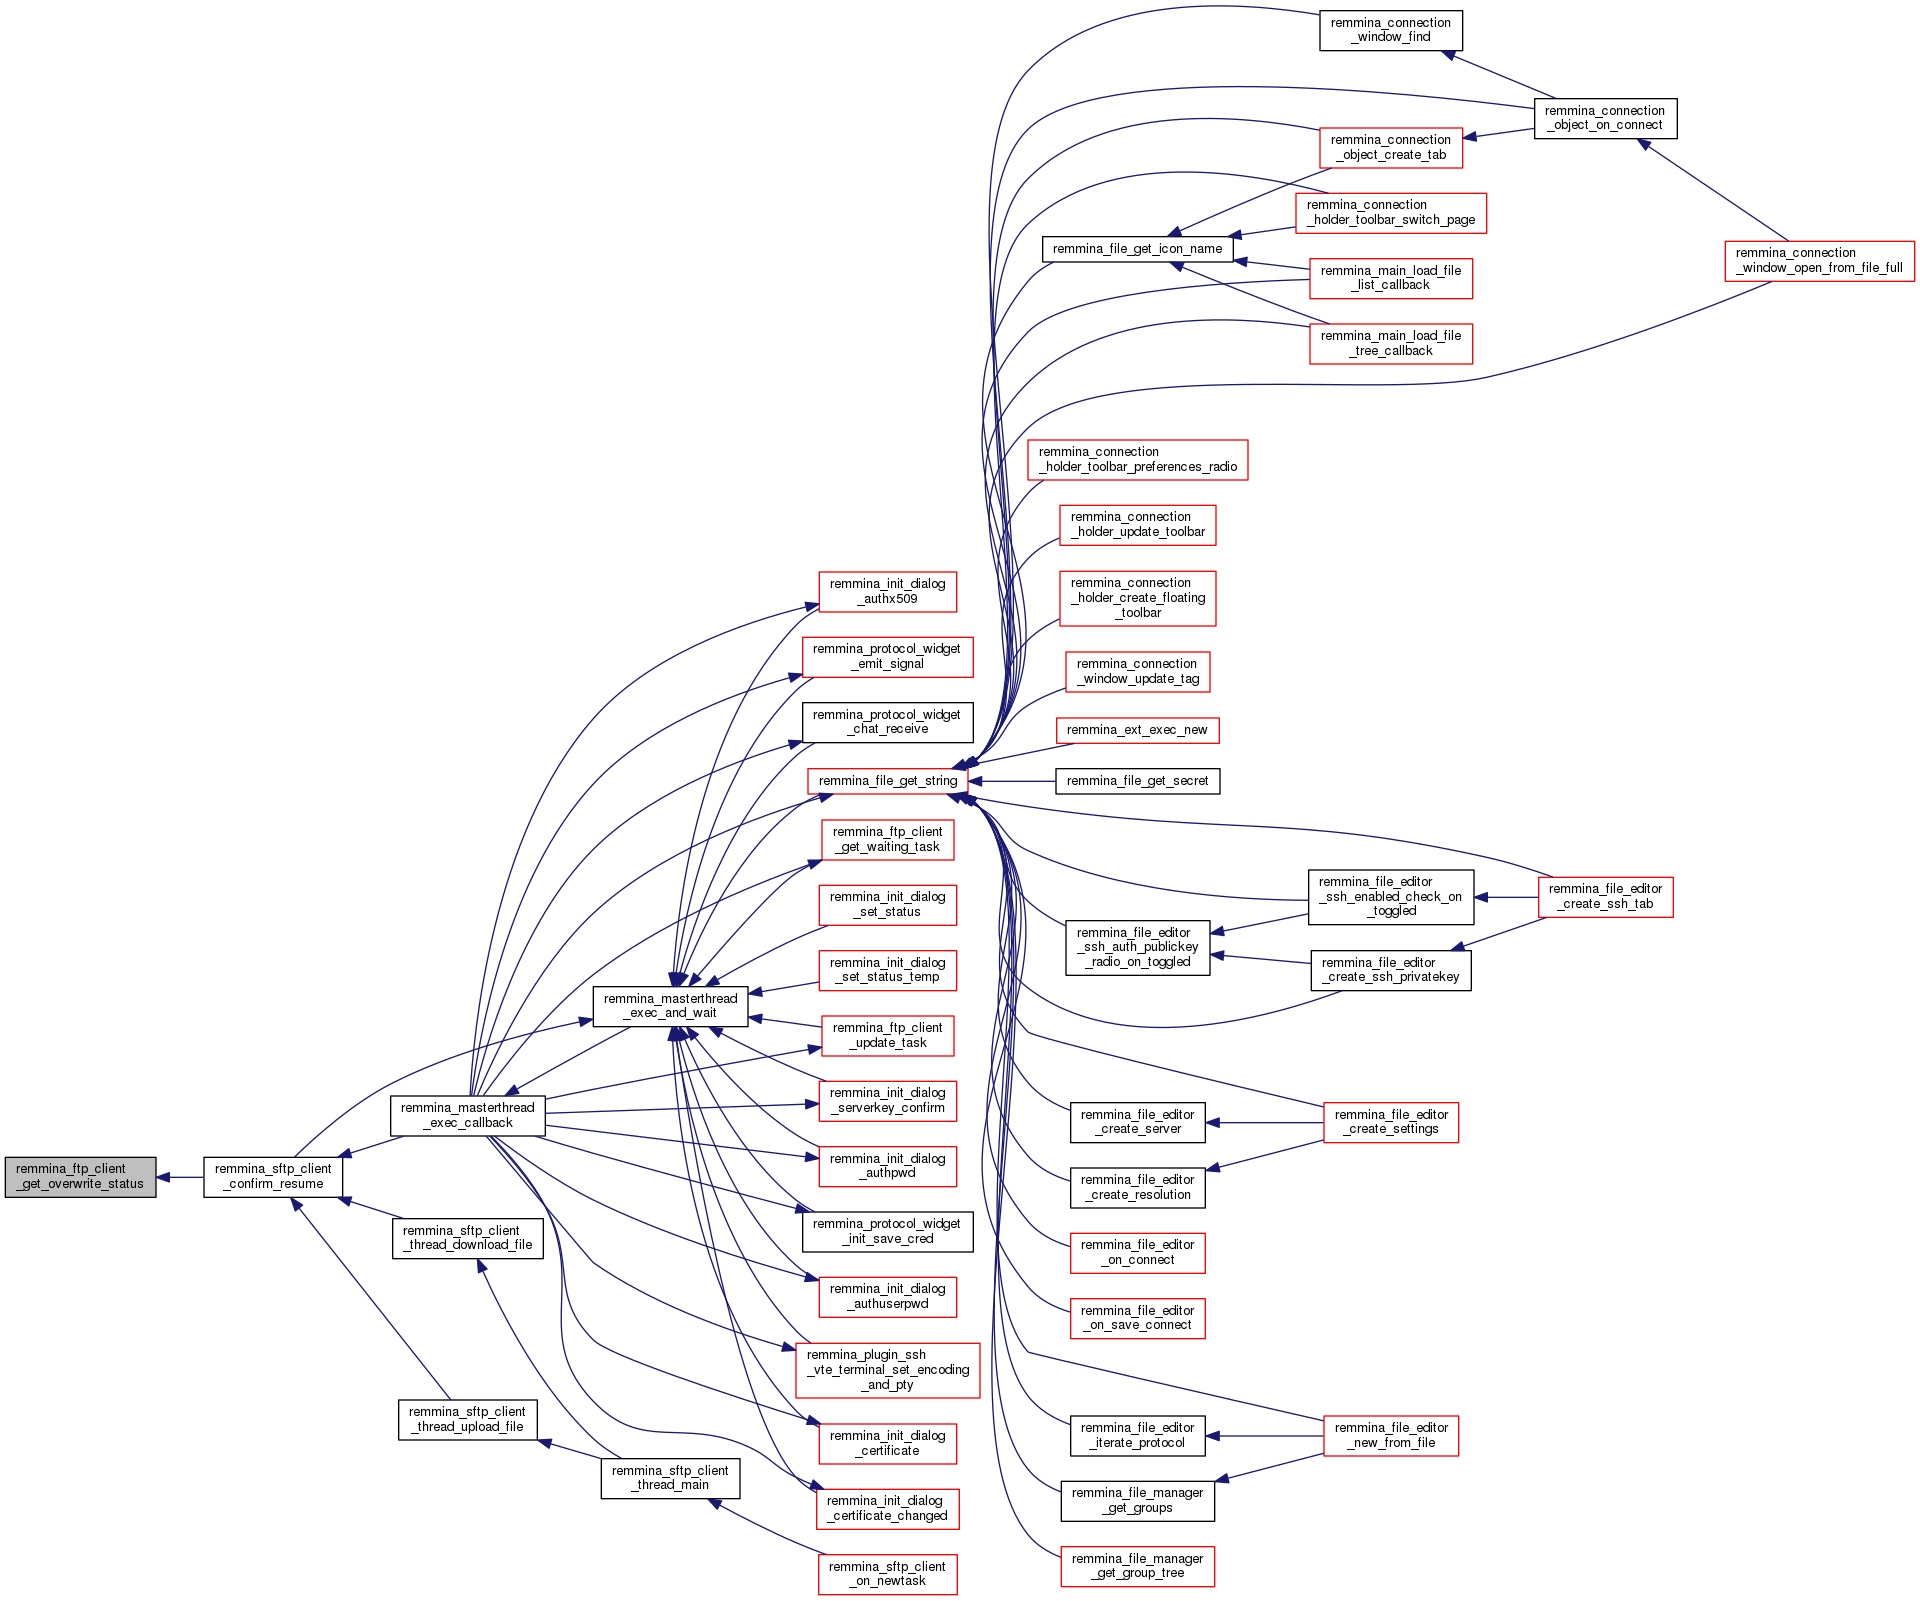 remmina_ftp_client
_get_overwrite_status
remmina_sftp_client
_confirm_resume
remmina_masterthread
_exec_callback
remmina_sftp_client
_thread_download_file
remmina_sftp_client
_thread_upload_file
remmina_masterthread
_exec_and_wait
remmina_sftp_client
_thread_main
remmina_init_dialog
_authx509
remmina_protocol_widget
_emit_signal
remmina_protocol_widget
_chat_receive
remmina_file_get_string
remmina_ftp_client
_get_waiting_task
remmina_init_dialog
_set_status
remmina_init_dialog
_set_status_temp
remmina_ftp_client
_update_task
remmina_init_dialog
_serverkey_confirm
remmina_init_dialog
_authpwd
remmina_protocol_widget
_init_save_cred
remmina_init_dialog
_authuserpwd
remmina_plugin_ssh
_vte_terminal_set_encoding
_and_pty
remmina_init_dialog
_certificate
remmina_init_dialog
_certificate_changed
remmina_sftp_client
_on_newtask
remmina_file_get_icon_name
remmina_connection
_holder_toolbar_preferences_radio
remmina_connection
_holder_update_toolbar
remmina_connection
_holder_create_floating
_toolbar
remmina_connection
_window_update_tag
remmina_ext_exec_new
remmina_file_get_secret
remmina_file_editor
_ssh_auth_publickey
_radio_on_toggled
remmina_file_editor
_create_server
remmina_file_editor
_create_resolution
remmina_file_editor
_on_connect
remmina_file_editor
_on_save_connect
remmina_file_editor
_iterate_protocol
remmina_file_manager
_get_groups
remmina_file_manager
_get_group_tree
remmina_connection
_window_find
remmina_connection
_object_create_tab
remmina_connection
_holder_toolbar_switch_page
remmina_main_load_file
_list_callback
remmina_main_load_file
_tree_callback
remmina_file_editor
_ssh_enabled_check_on
_toggled
remmina_file_editor
_create_ssh_privatekey
remmina_file_editor
_create_settings
remmina_file_editor
_new_from_file
remmina_connection
_object_on_connect
remmina_file_editor
_create_ssh_tab
remmina_connection
_window_open_from_file_full